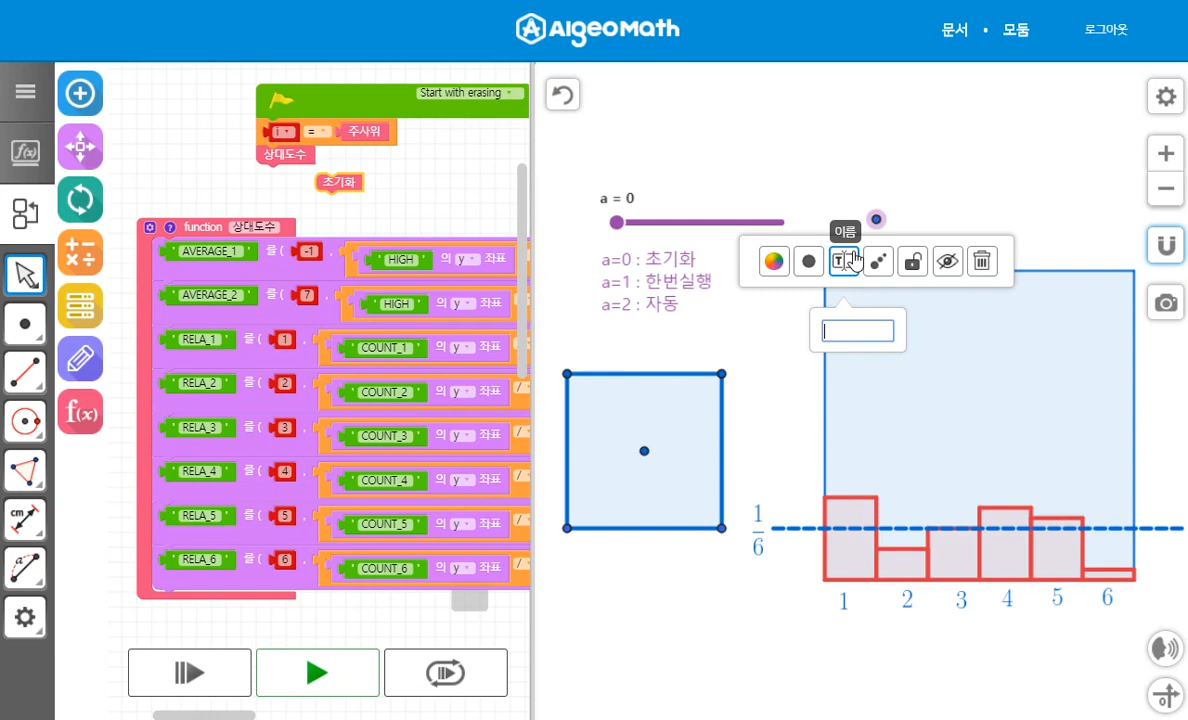 AlgeoMath
문서 • 모둠
로그아웃
Start with erasing
i = 주사위
상대도수
초기화
function 상대도수
' AVERAGE_1 ' 를 ( -1 , ' HIGH ' 의 y 좌표
' AVERAGE_2 ' 를 ( 7 , ' HIGH ' 의 y 좌표 /
' RELA_1 ' 를 ( 1 , ' COUNT_1 ' 의 y 좌표
' RELA_2 ' 를 ( 2 , ' COUNT_2 ' 의 y 좌표 /
' RELA_3 ' 를 ( 3 , ' COUNT_3 ' 의 y 좌표 /
' RELA_4 ' 를 ( 4 , ' COUNT_4 ' 의 y 좌표 /
' RELA_5 ' 를 ( 5 , ' COUNT_5 ' 의 y 좌표 /
' RELA_6 ' 를 ( 6 , ' COUNT_6 ' 의 y 좌표 /
f(x)
f(x)
cm
a
a = 0
a=0 : 초기화
a=1 : 한번실행
a=2 : 자동
이름
T
1
6
1 2 3 4 5 6